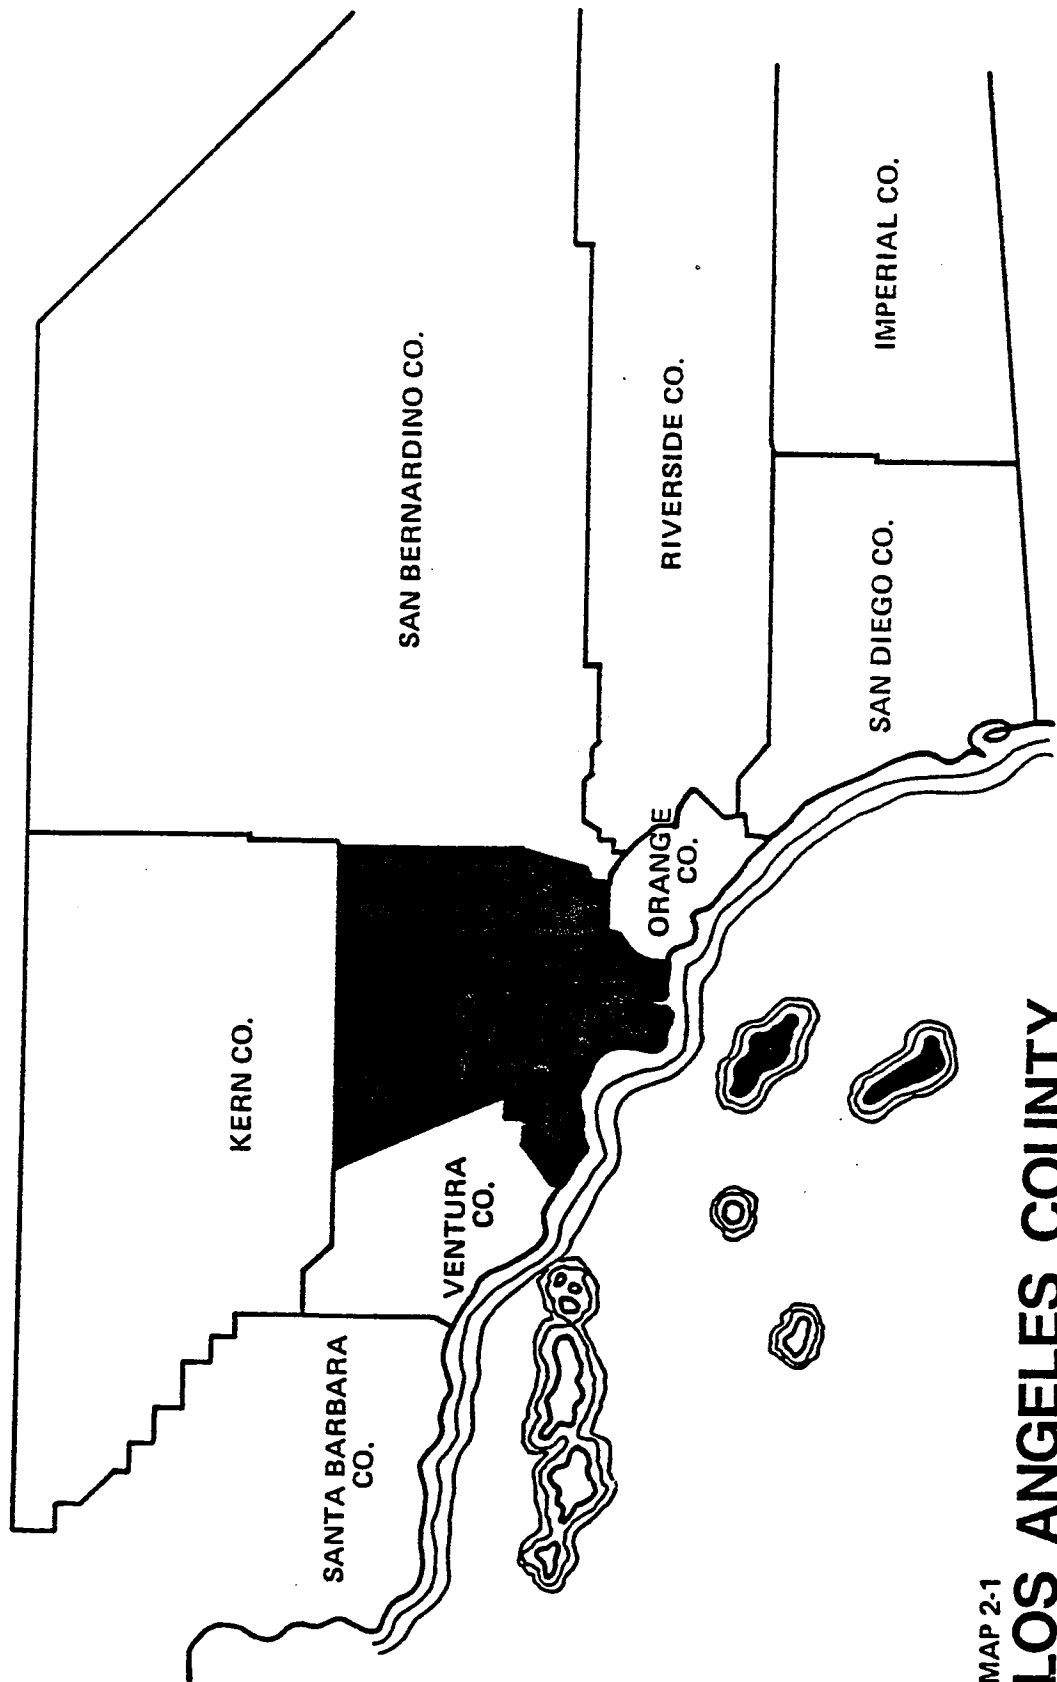 KERN CO.
SAN BERNARDINO CO.
SANTA BARBARA
CO.
VENTURA
CO.
ORANGE
CO.
RIVERSIDE CO.
SAN DIEGO CO.
IMPERIAL CO.
MAP 2-1
LOS ANGELES COUNTY